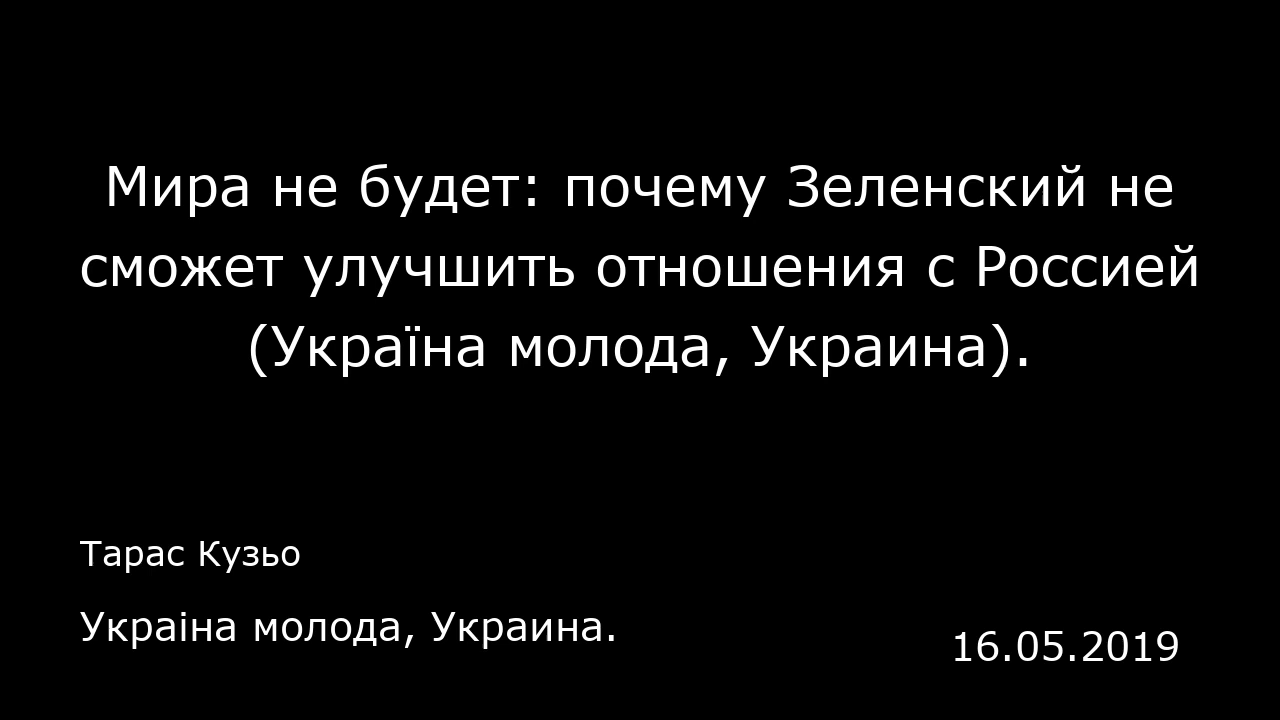 Мира не будет: почему Зеленский не
сможет улучшить отношения с Россией
(Україна молода, Украина).
Тарас Кузьо
Украiна молода, Украина.
16.05.2019